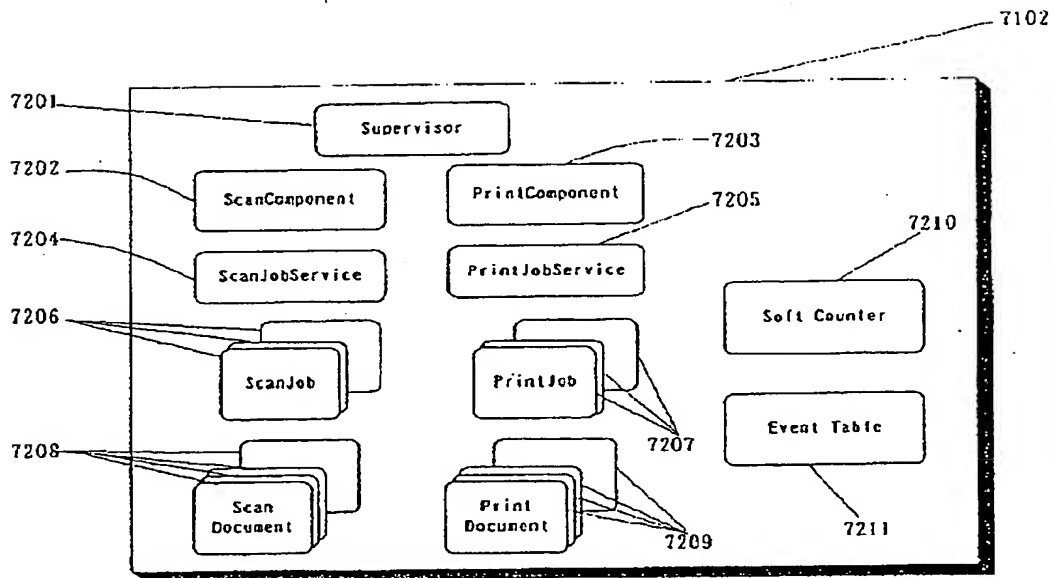 7102
7201
Supervisor
7203
7202
ScanComponent
PrintComponent
7205
7204
ScanJobService
PrintJobService
7210
Soft Counter
7206
ScanJob
PrintJob
7207
Event Table
7208
Scan
Document
Print
Document
7209
7211